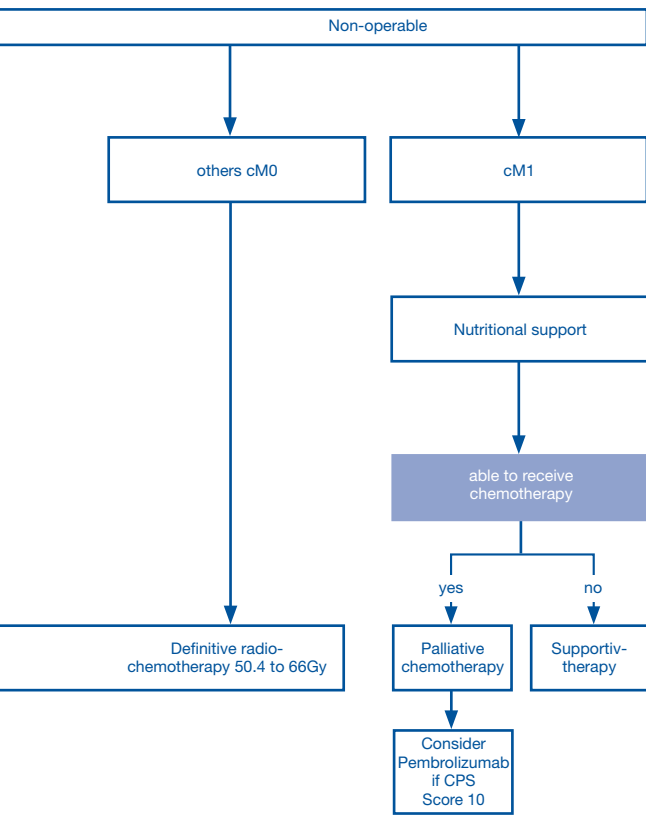 Non-operable
others cM0
cM1
Nutritional support
able to receive
chemotherapy
yes
no
Definitive radio-
chemotherapy 50.4 to 66Gy
Palliative
chemotherapy
Supportiv-
therapy
Consider
Pembrolizumab
if CPS
Score 10